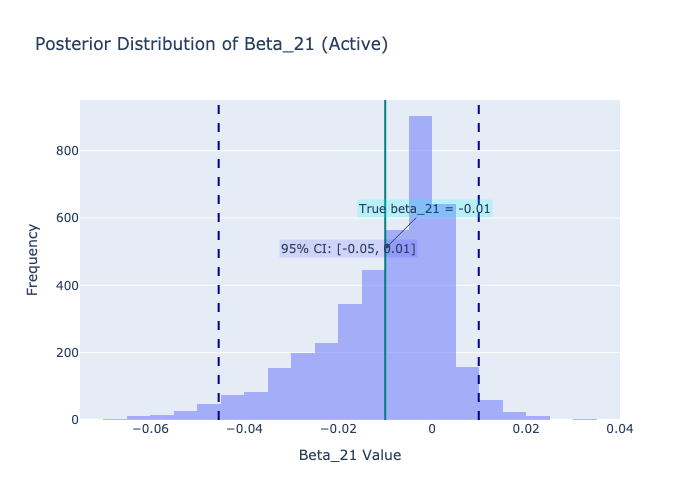 Posterior Distribution of Beta_21 (Active)
800
600
400
200
0
Frequency
True beta_21 = -0.01
95% CI: [-0.05, 0.01]
−0.06
−0.04
−0.02
0
0.02
0.04
Beta_21 Value